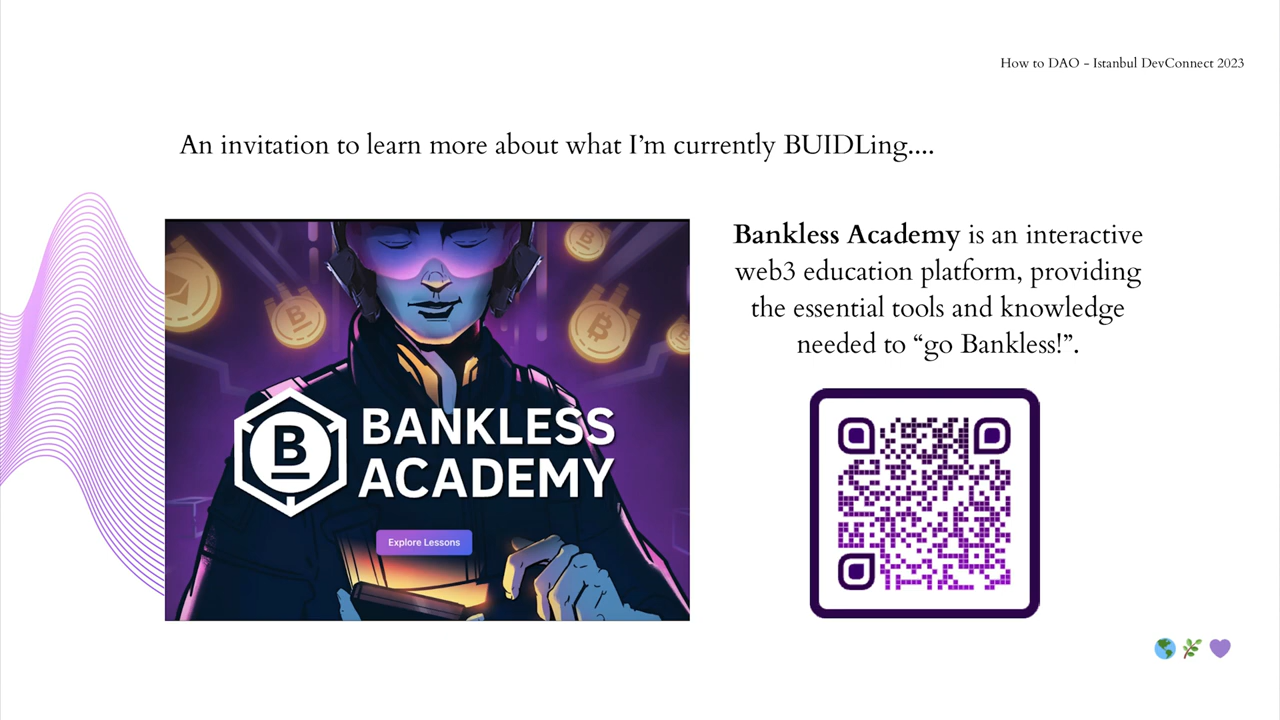 How to DAO - Istanbul DevConnect 2023
An invitation to learn more about what I’m currently BUIDLing....
BANKLESS
ACADEMY
B
Explore Lessons
Bankless Academy is an interactive
web3 education platform, providing
the essential tools and knowledge
needed to “go Bankless!”.